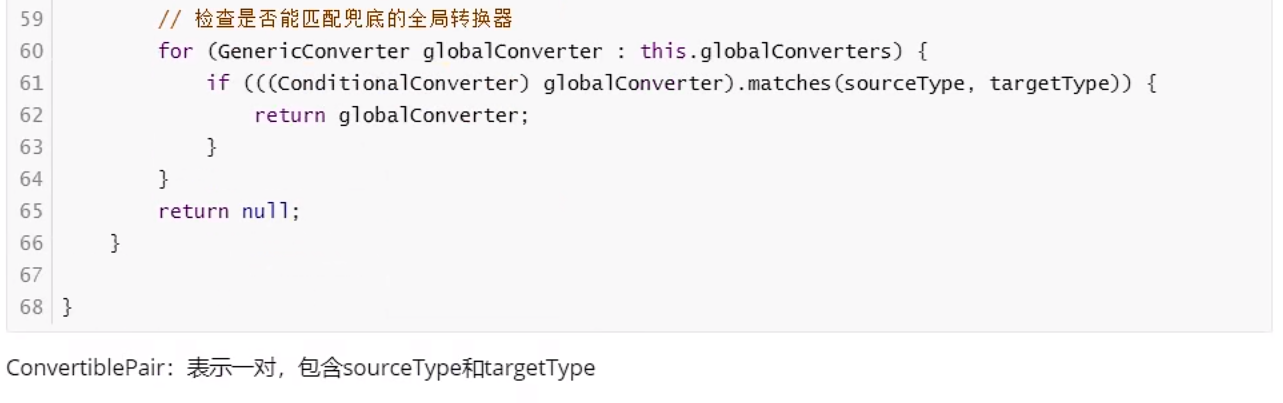 59 // 检查是否能匹配兜底的全局转换器
60 for (GenericConverter globalConverter : this.globalConverters) {
61 if (((ConditionalConverter) globalConverter).matches(sourceType, targetType)) {
62 return globalConverter;
63 }
64 }
65 return null;
66 }
67
68 }
ConvertiblePair：表示一对，包含sourceType和targetType